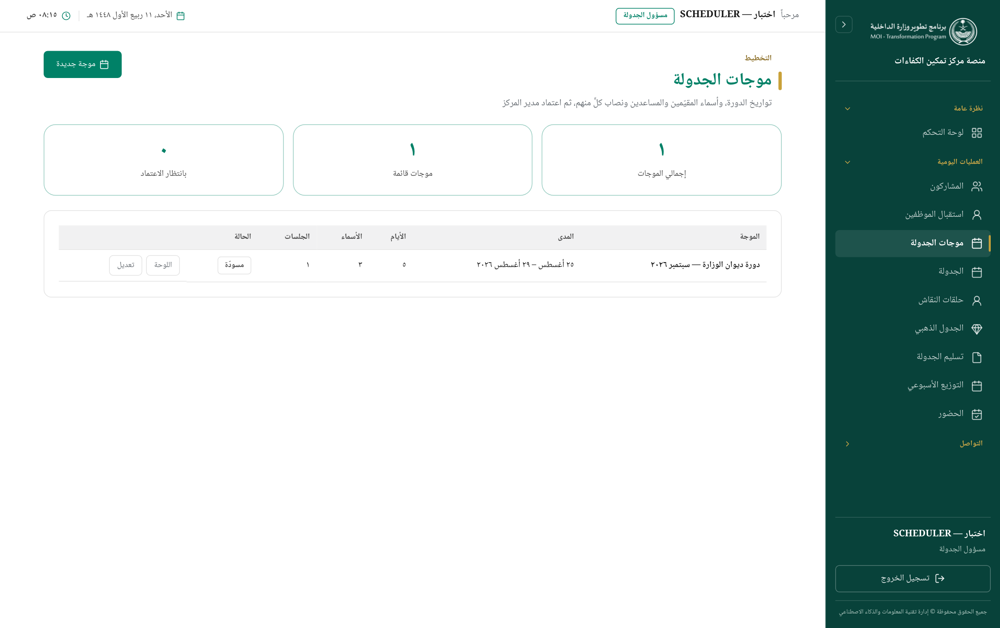 برنامج تطوير وزارة الداخلية
MOI - Transformation Program
منصة مركز تمكين الكفاءات
نظرة عامة
لوحة التحكم
العمليات اليومية
المشاركون
استقبال الموظفين
موجات الجدولة
الجدولة
حلقات النقاش
الجدول الذهبي
تسليم الجدولة
التوزيع الأسبوعي
الحضور
التواصل
اختبار — SCHEDULER
مسؤول الجدولة
تسجيل الخروج
جميع الحقوق محفوظة © إدارة تقنية المعلومات والذكاء الاصطناعي
مرحباً اختبار — SCHEDULER مسؤول الجدولة
الأحد، ١١ ربيع الأول ١٤٤٨ هـ ٠٨:١٥ ص
التخطيط
موجات الجدولة
تواريخ الدورة، وأسماء المقيّمين والمساعدين ونصاب كلٍّ منهم، ثم اعتماد مدير المركز
موجة جديدة
١
إجمالي الموجات
١
موجات قائمة
٠
بانتظار الاعتماد
الموجة المدى الأيام الأسماء الجلسات الحالة
دورة ديوان الوزارة — سبتمبر ٢٠٢٦ ٢٥ أغسطس – ٢٩ أغسطس ٢٠٢٦ ٥ ٣ ١ مسودّة اللوحة تعديل